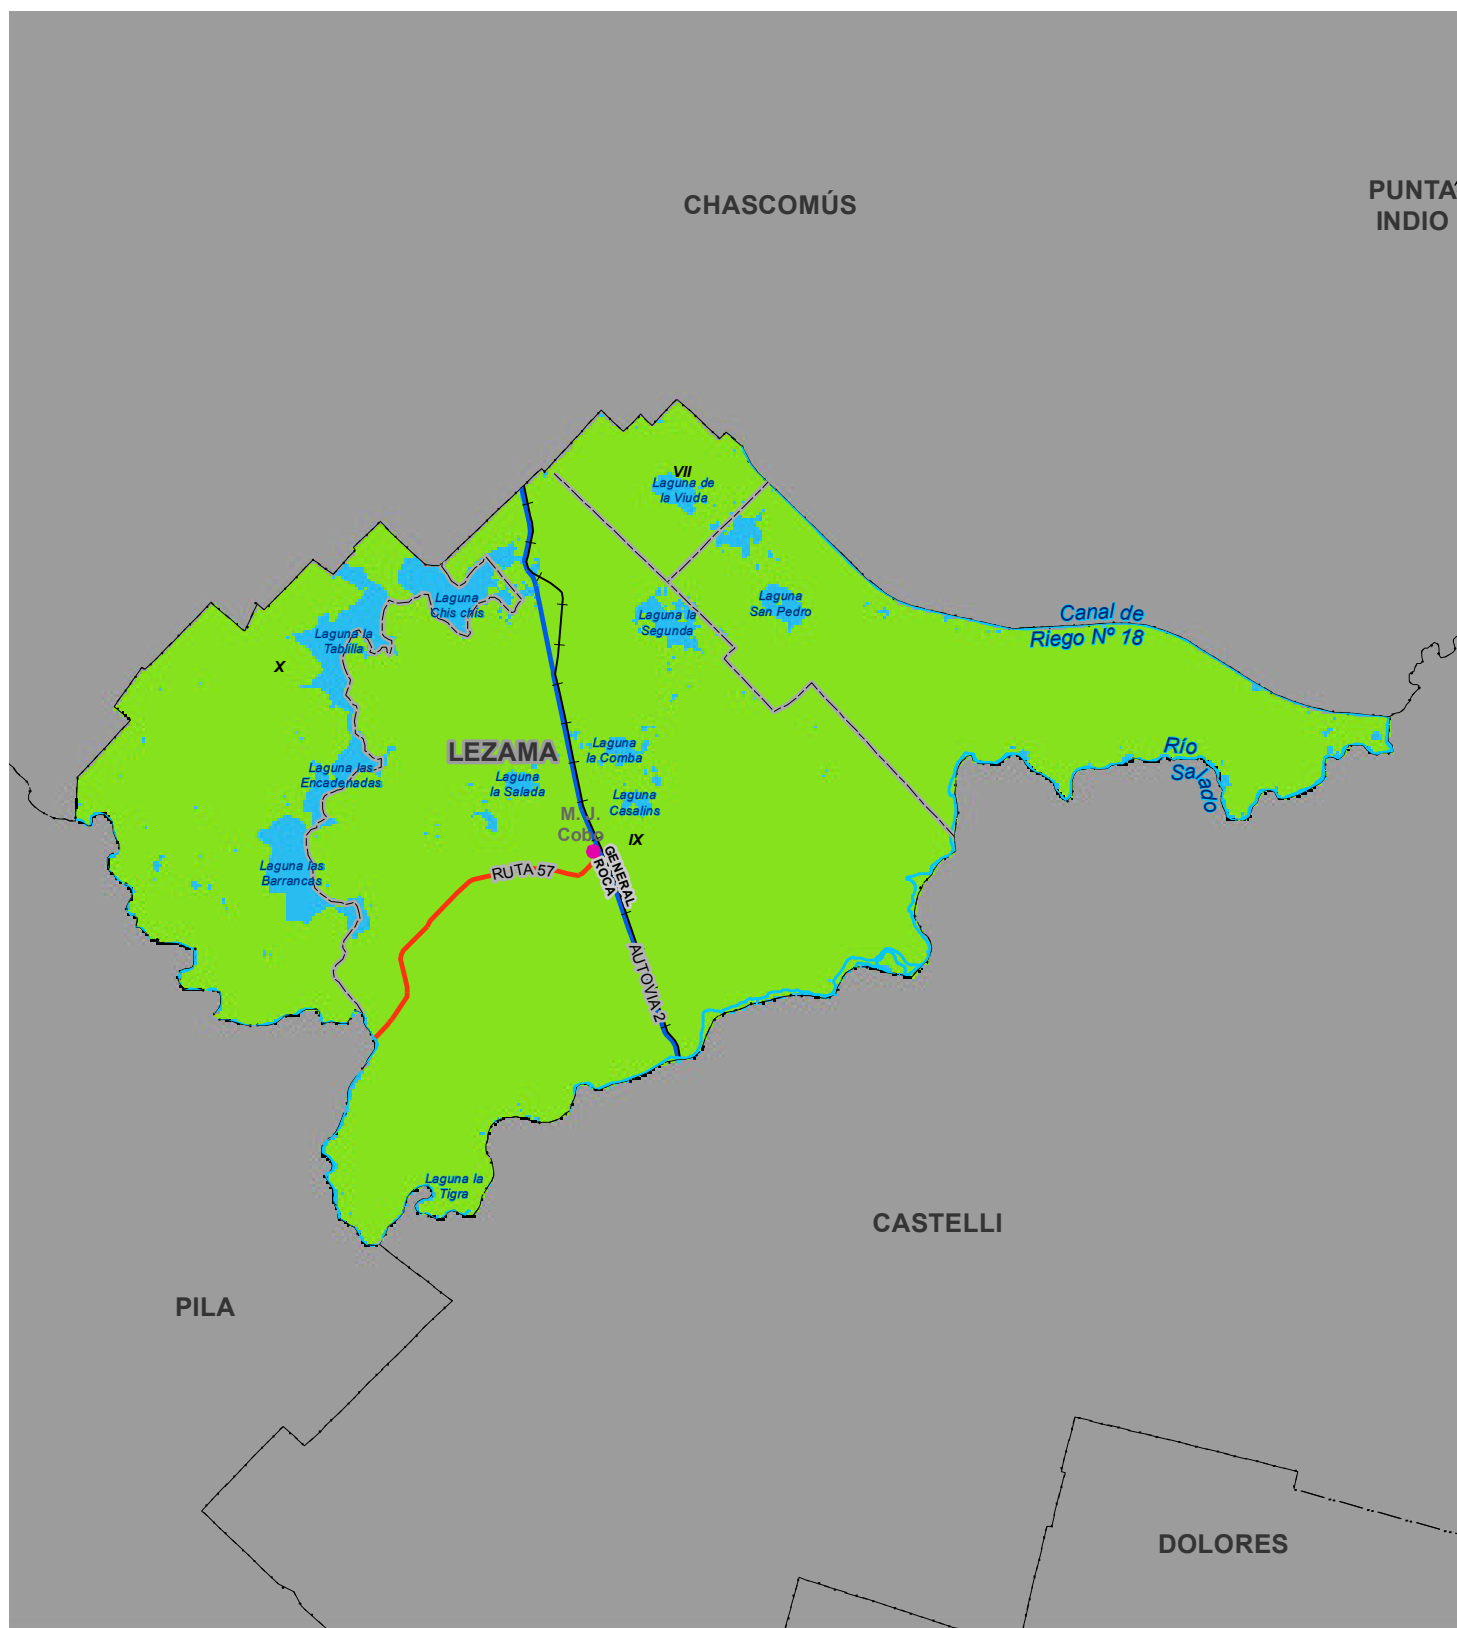 CHASCOMÚS
PUNTA
INDIO
VII
Laguna de
la Viuda
Laguna
Chis chis
Laguna
San Pedro
Laguna la
Segunda
Canal de
Riego Nº 18
Laguna la
Tablilla
X
LEZAMA
Laguna
la Comba
Río
Salado
Laguna las
Encadenadas
Laguna
la Salada
Laguna
Casalins
M. J.
Cobo
IX
Laguna las
Barrancas
RUTA 57
GENERAL
ROCA
AUTOVIA 2
Laguna la
Tigra
CASTELLI
PILA
DOLORES